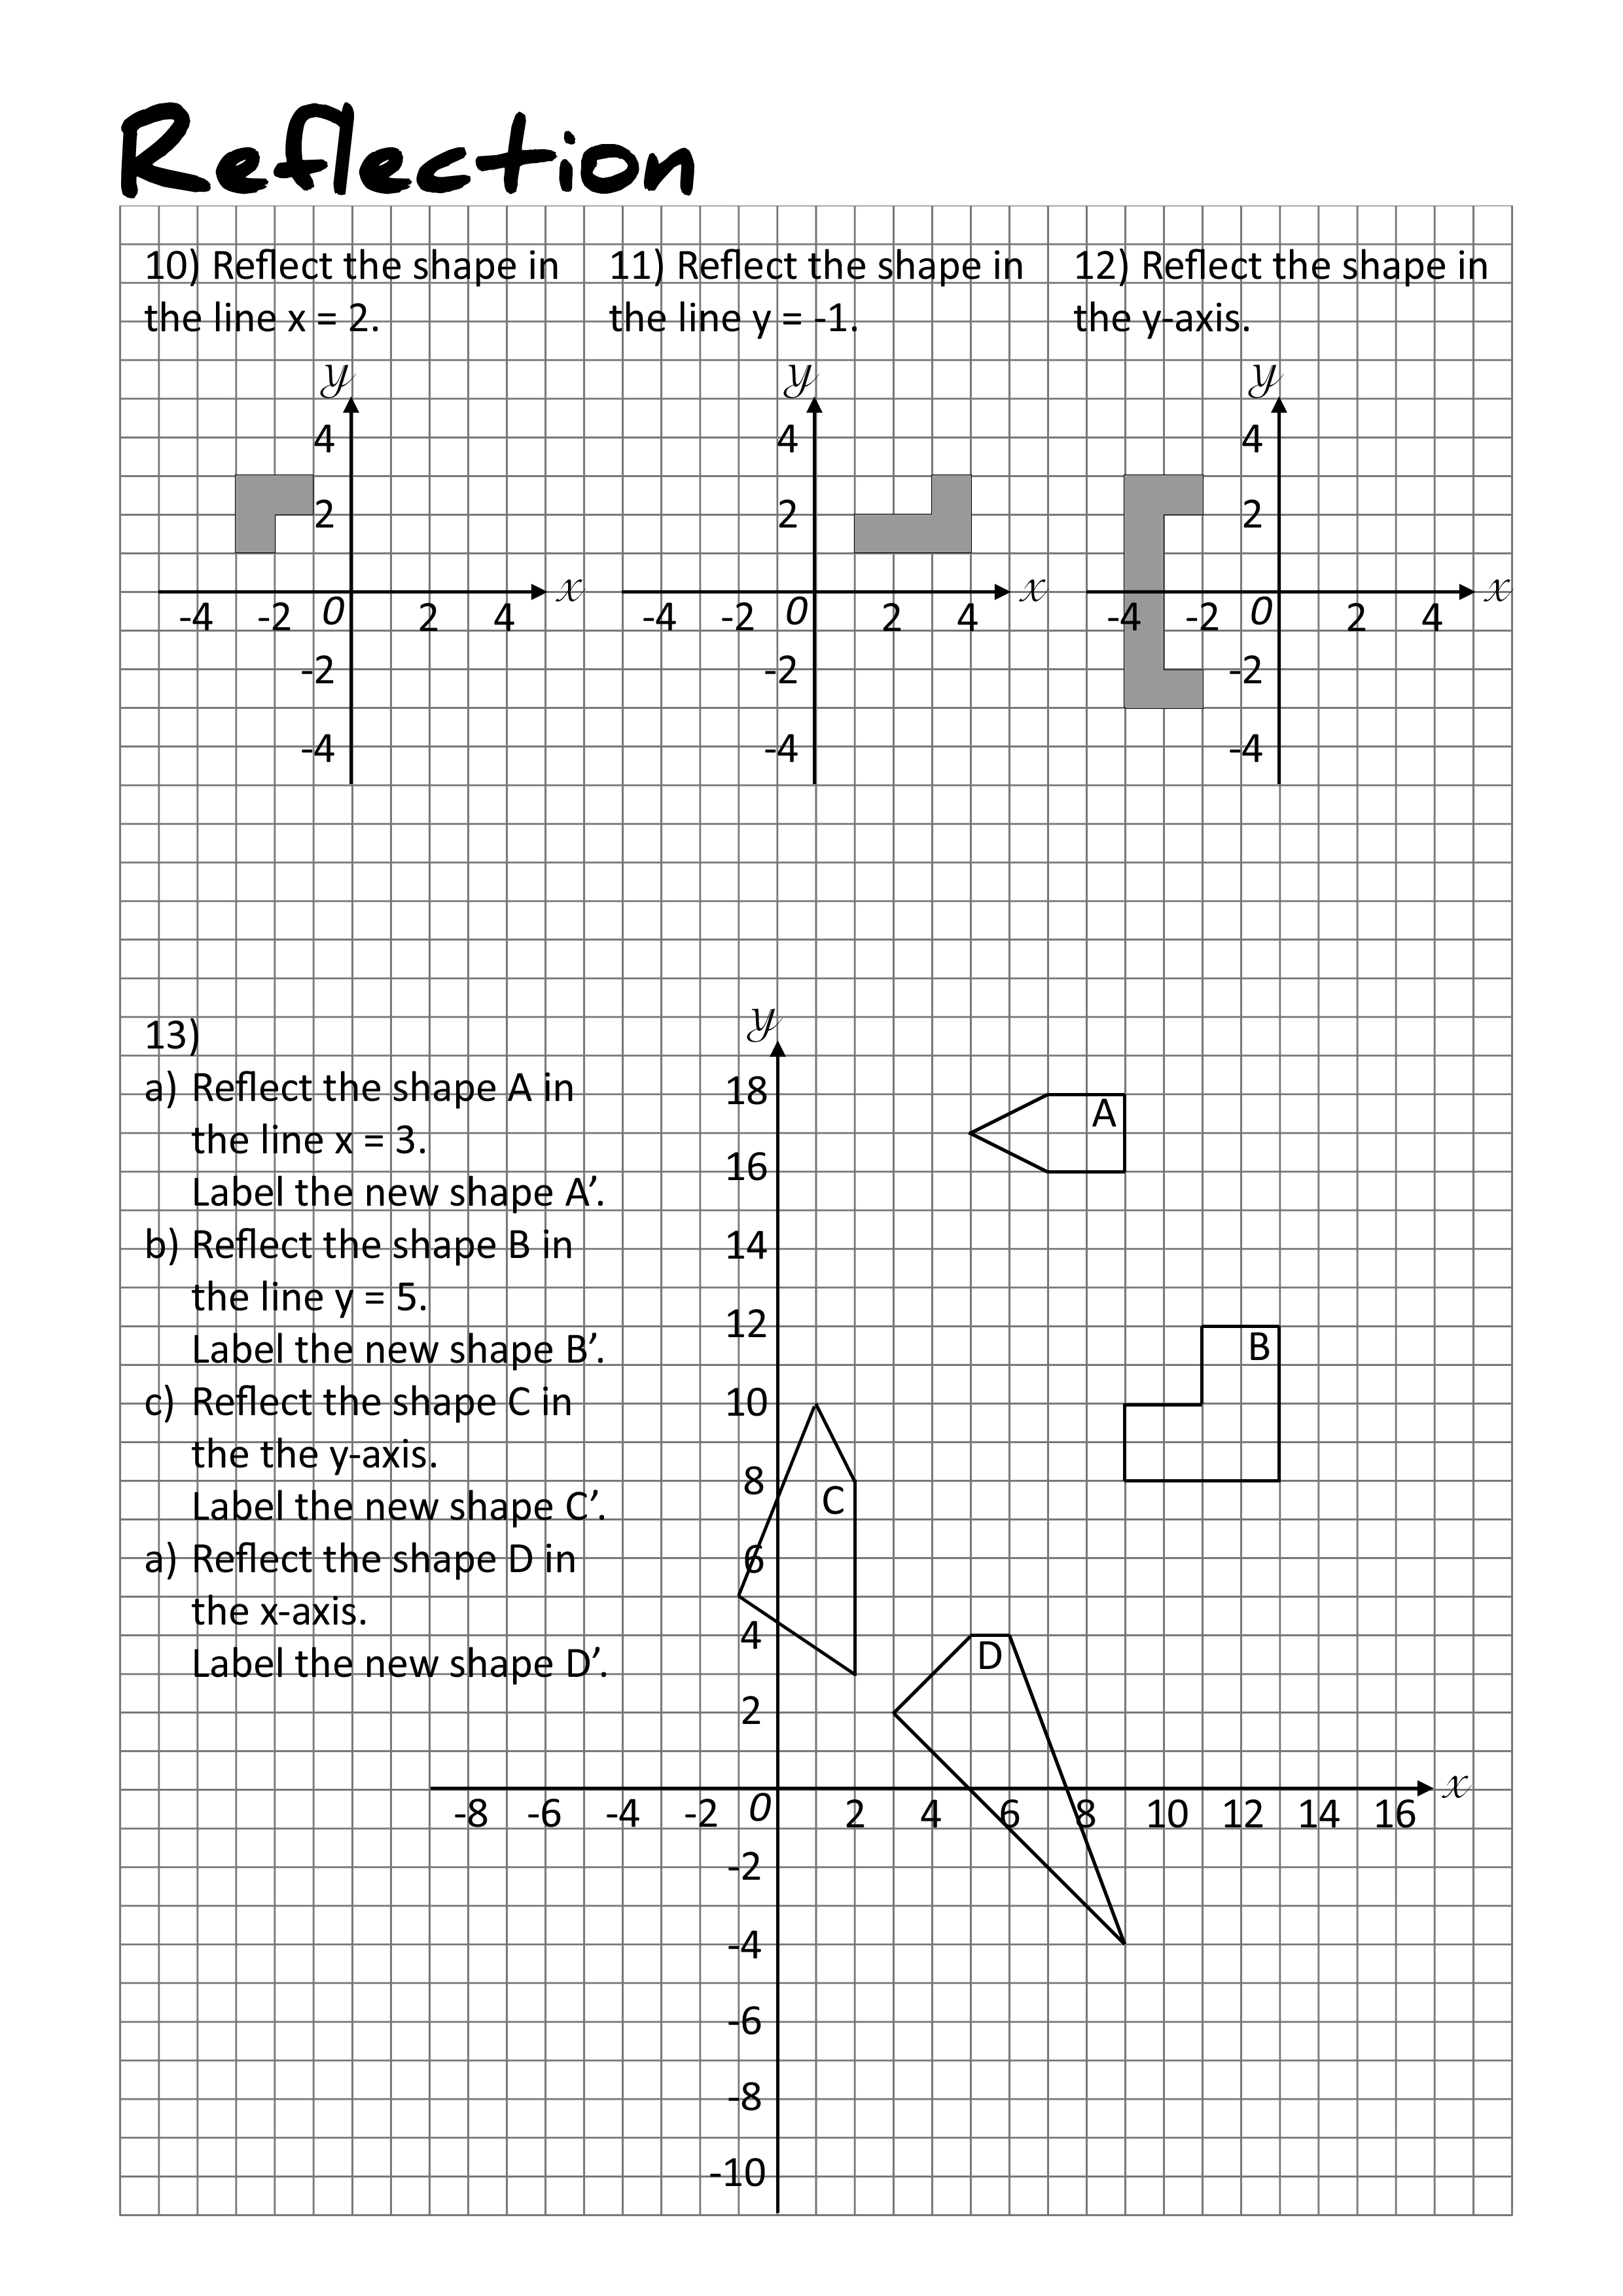 Reflection
10) Reflect the shape in
the line x = 2.
11) Reflect the shape in
the line y = -1.
12) Reflect the shape in
the y-axis.
y
4
2
-4 -2 0 2 4 x
-2
-4
y
4
2
-4 -2 0 2 4 x
-2
-4
y
4
2
-4 -2 0 2 4 x
-2
-4
13)
a) Reflect the shape A in
the line x = 3.
Label the new shape A’.
b) Reflect the shape B in
the line y = 5.
Label the new shape B’.
c) Reflect the shape C in
the the y-axis.
Label the new shape C’.
a) Reflect the shape D in
the x-axis.
Label the new shape D’.
y
18
A
16
14
12
B
10
8
C
6
4
D
2
-8 -6 -4 -2 0 2 4 6 8 10 12 14 16 x
-2
-4
-6
-8
-10